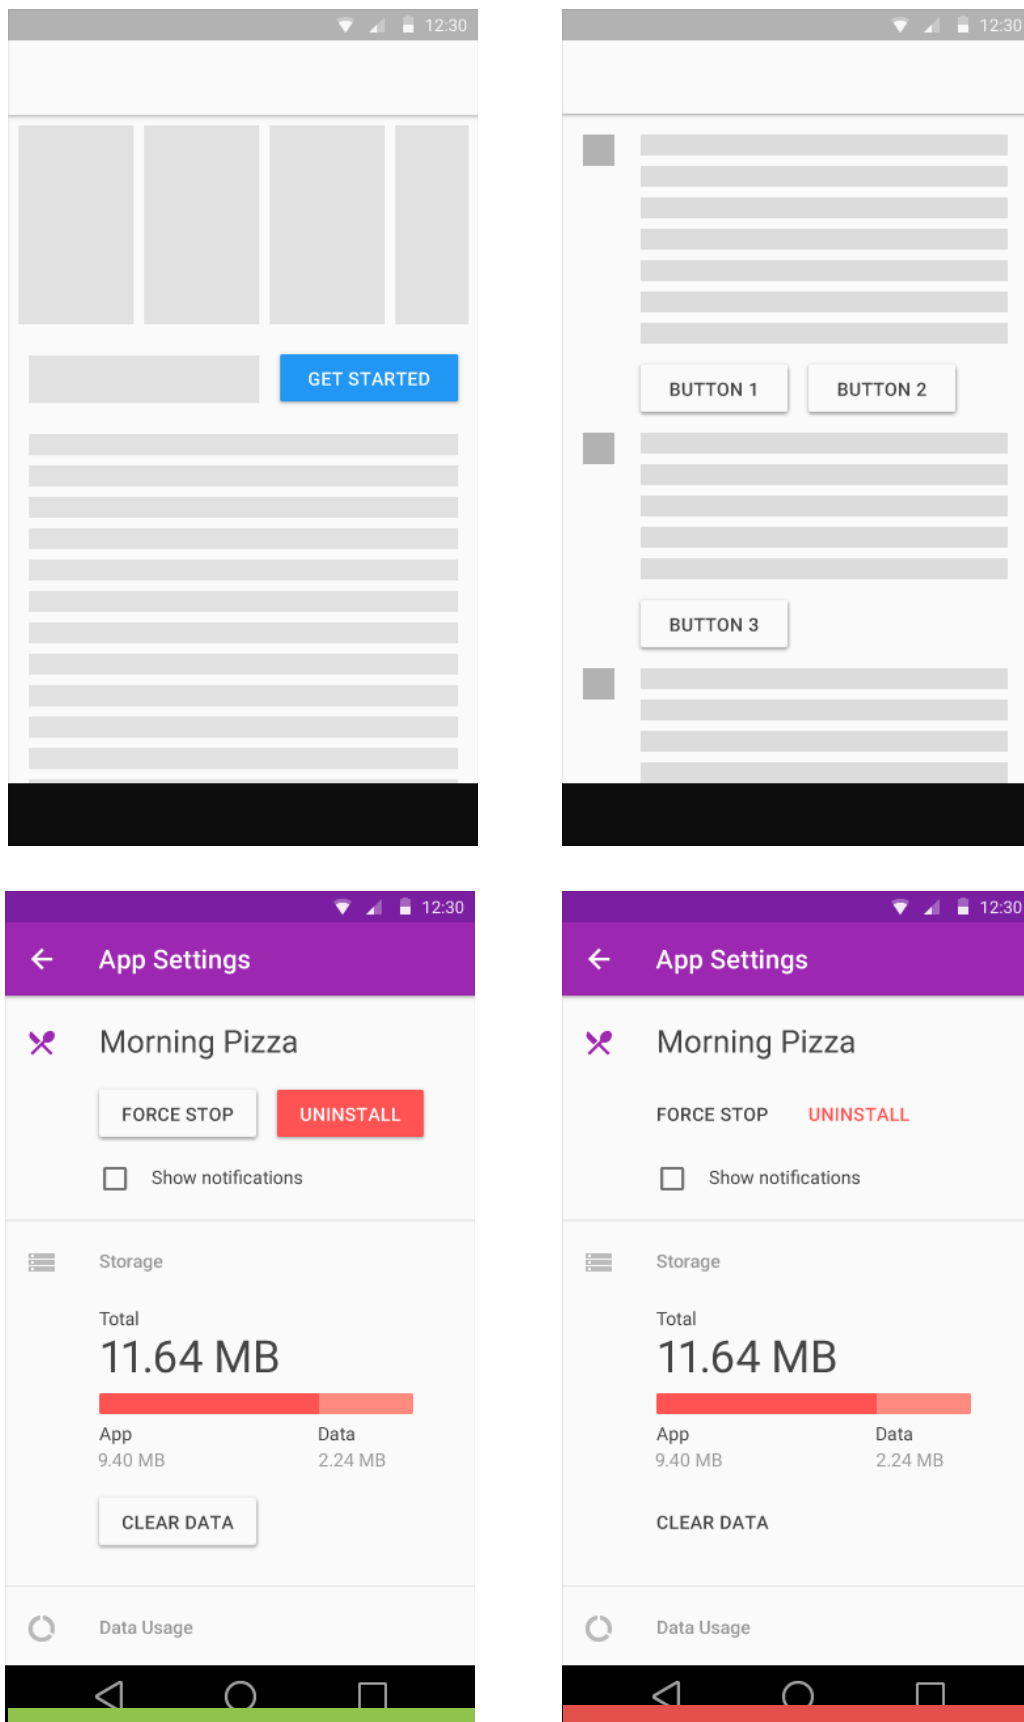 12:30
GET STARTED
12:30
BUTTON 1
BUTTON 2
BUTTON 3
12:30
App Settings
Morning Pizza
FORCE STOP
UNINSTALL
Show notifications
Storage
Total
11.64 MB
App
Data
9.40 MB
2.24 MB
CLEAR DATA
Data Usage
12:30
App Settings
Morning Pizza
FORCE STOP
UNINSTALL
Show notifications
Storage
Total
11.64 MB
App
Data
9.40 MB
2.24 MB
CLEAR DATA
Data Usage